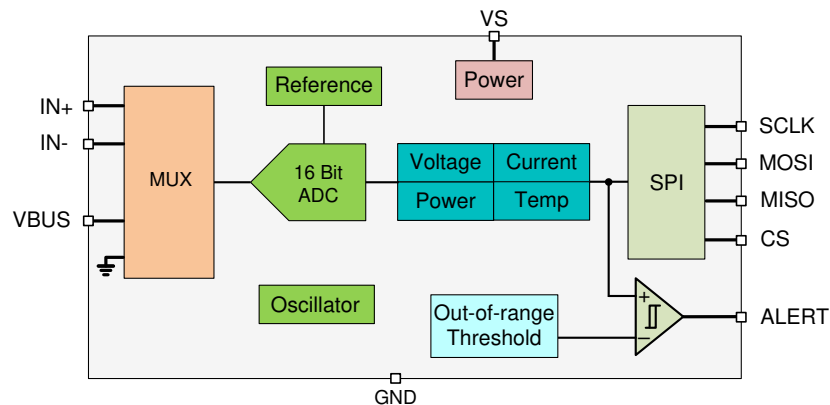 VS
Power
Reference
IN+
IN-
VBUS
MUX
16 Bit
ADC
Voltage
Current
Power
Temp
SPI
SCLK
MOSI
MISO
CS
Oscillator
Out-of-range
Threshold
+
−
ALERT
GND